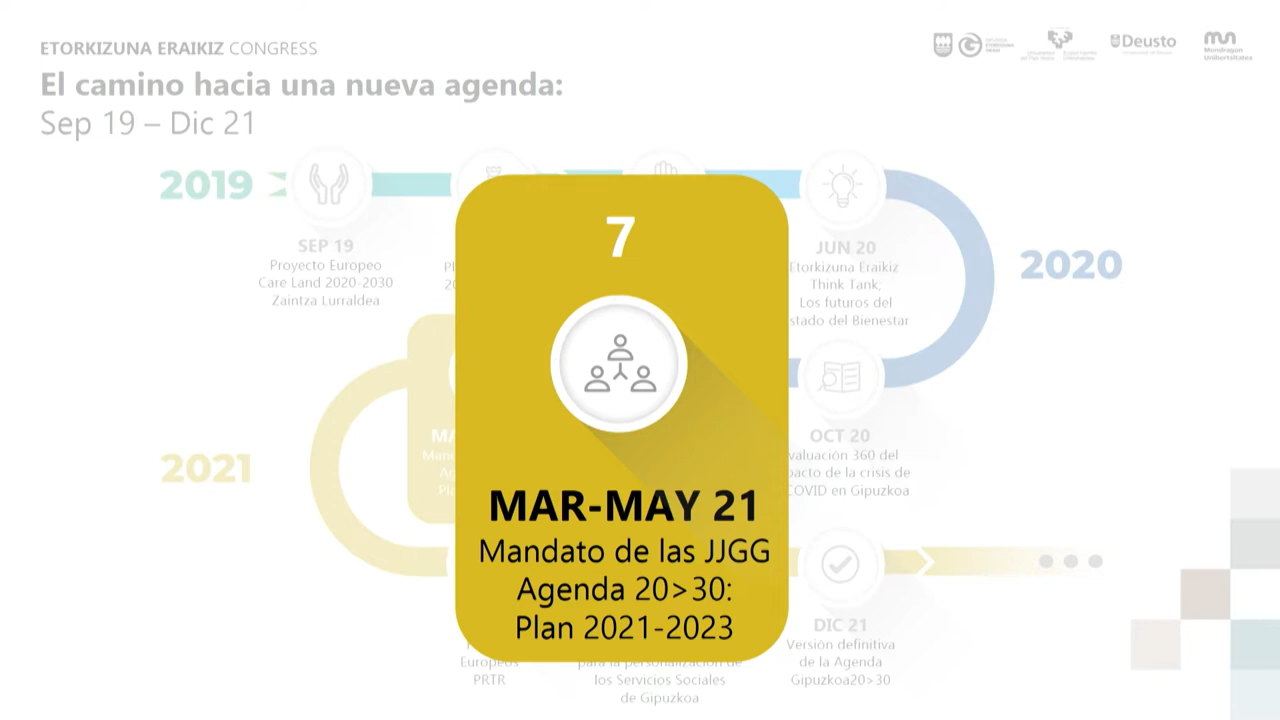 ETORKIZUNA ERAIKIZ CONGRESS
El camino hacia una nueva agenda:
Sep 19 – Dic 21
Deusto
Mondragon
Unibertsitatea
2019
SEP 19
Proyecto Europeo
Care Land 2020-2030
Zaintza Lurraldea
JUN 20
Etorkizuna Eraikiz
Think Tank;
Los futuros del
del Bienestar
2020
7
MAR-MAY 21
Mandato de las JJGG
Agenda 20>30:
Plan 2021-2023
OCT 20
360 del
de la crisis de
en Gipuzkoa
2021
DIC 21
Versión definitiva
de la Agenda
Gipuzkoa20>30
Europeos
PRTR
para la personalización de
los Servicios Sociales
de Gipuzkoa